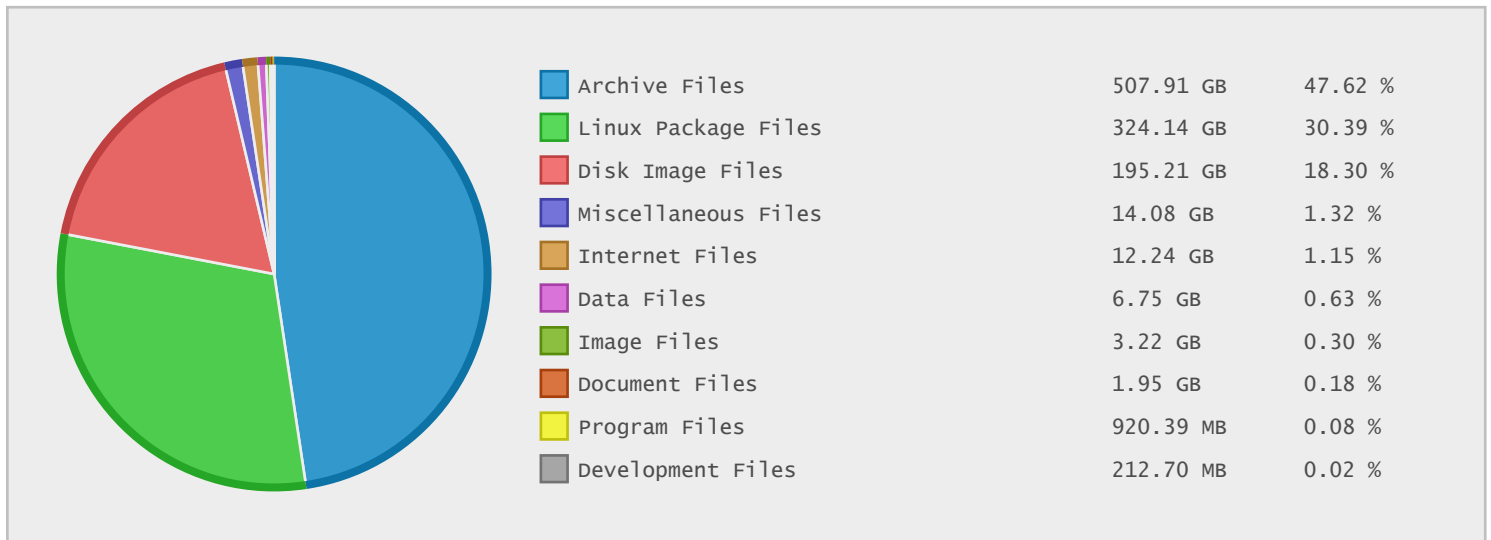 Archive Files 507.91 GB 47.62 %
Linux Package Files 324.14 GB 30.39 %
Disk Image Files 195.21 GB 18.30 %
Miscellaneous Files 14.08 GB 1.32 %
Internet Files 12.24 GB 1.15 %
Data Files 6.75 GB 0.63 %
Image Files 3.22 GB 0.30 %
Document Files 1.95 GB 0.18 %
Program Files 920.39 MB 0.08 %
Development Files 212.70 MB 0.02 %